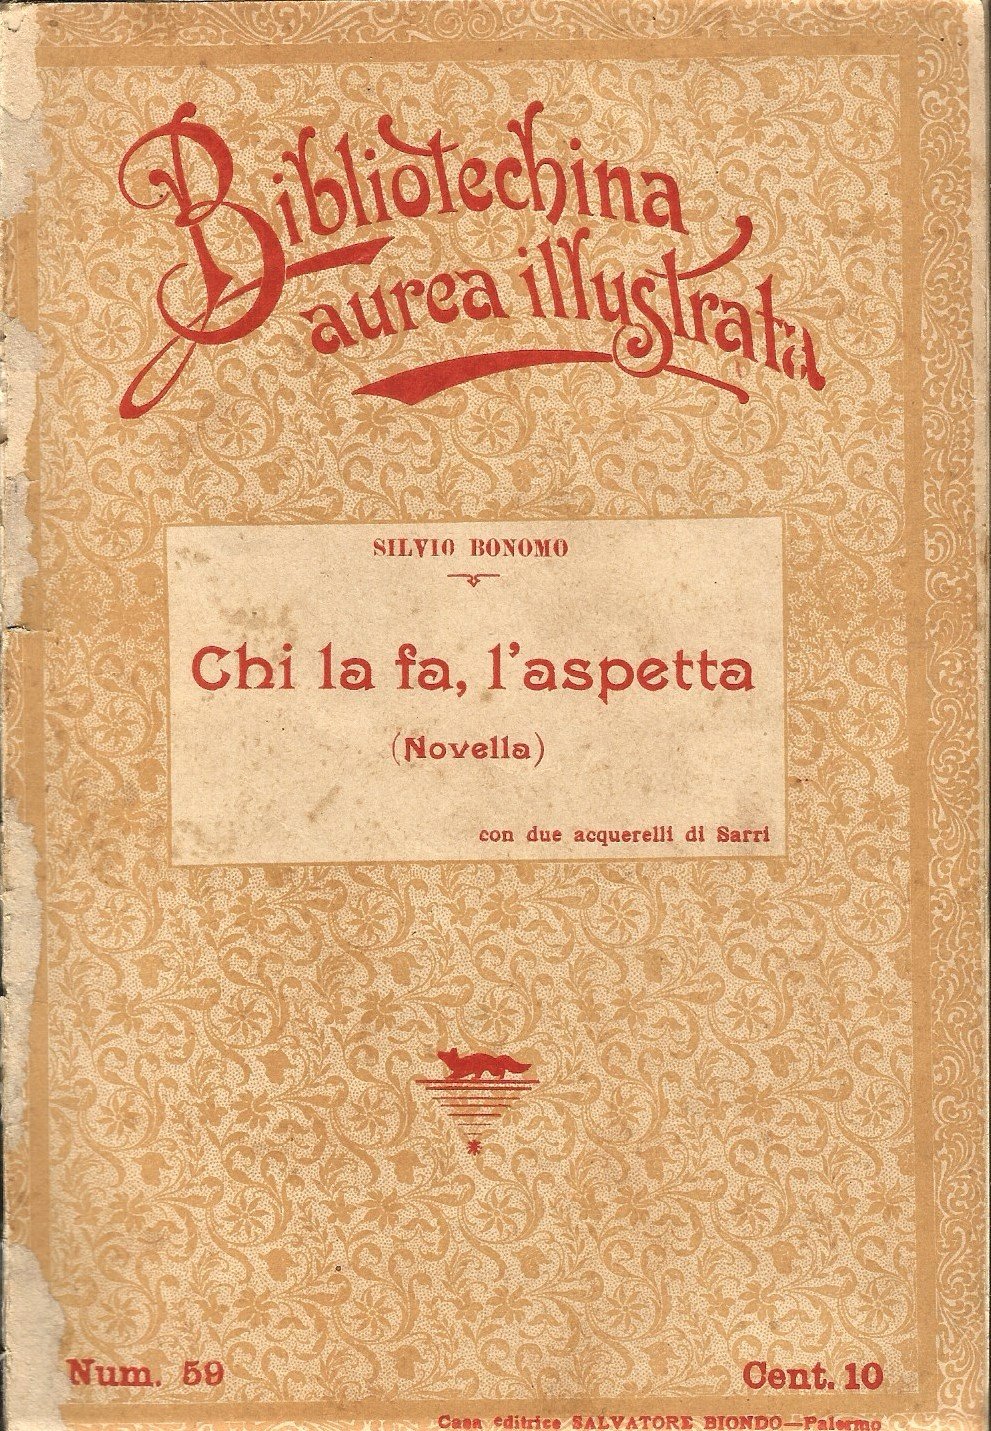 Bibliotechina
aurea illustrata
SILVIO BONOMO
Chi la fa, l'aspetta
(Novella)
con due acquerelli di Sarri
Num. 59
Cent. 10
Casa editrice SALVATORE BIONDO—Palermo